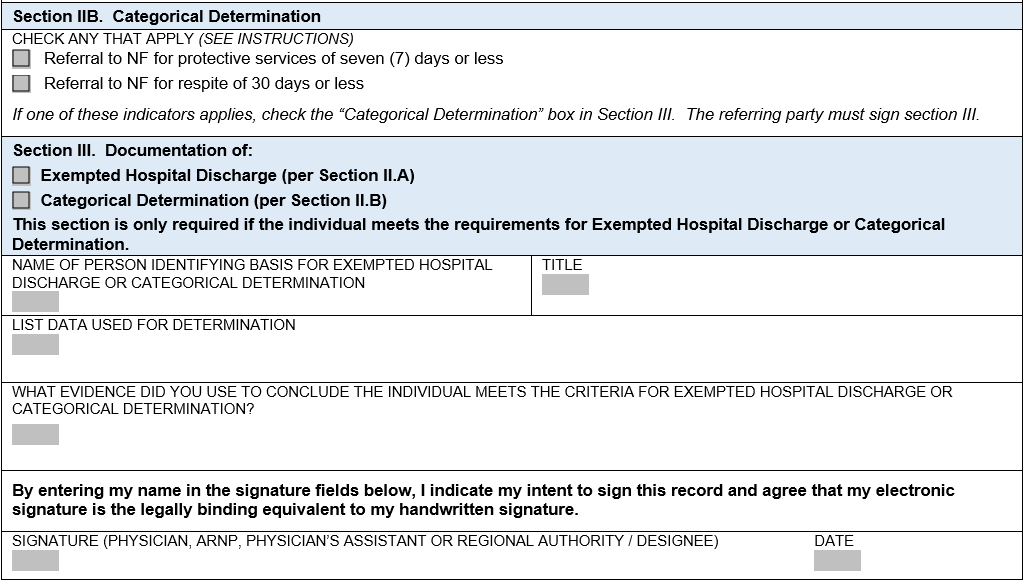 Section IIB.  Categorical Determination
CHECK ANY THAT APPLY (SEE INSTRUCTIONS)
Referral to NF for protective services of seven (7) days or less
Referral to NF for respite of 30 days or less
If one of these indicators applies, check the “Categorical Determination” box in Section III.  The referring party must sign section III.
Section III.  Documentation of:
Exempted Hospital Discharge (per Section II.A)
Categorical Determination (per Section II.B)
This section is only required if the individual meets the requirements for Exempted Hospital Discharge or Categorical
Determination.
NAME OF PERSON IDENTIFYING BASIS FOR EXEMPTED HOSPITAL
DISCHARGE OR CATEGORICAL DETERMINATION
TITLE
LIST DATA USED FOR DETERMINATION
WHAT EVIDENCE DID YOU USE TO CONCLUDE THE INDIVIDUAL MEETS THE CRITERIA FOR EXEMPTED HOSPITAL DISCHARGE OR
CATEGORICAL DETERMINATION?
By entering my name in the signature fields below, I indicate my intent to sign this record and agree that my electronic
signature is the legally binding equivalent to my handwritten signature.
SIGNATURE (PHYSICIAN, ARNP, PHYSICIAN’S ASSISTANT OR REGIONAL AUTHORITY / DESIGNEE)
DATE